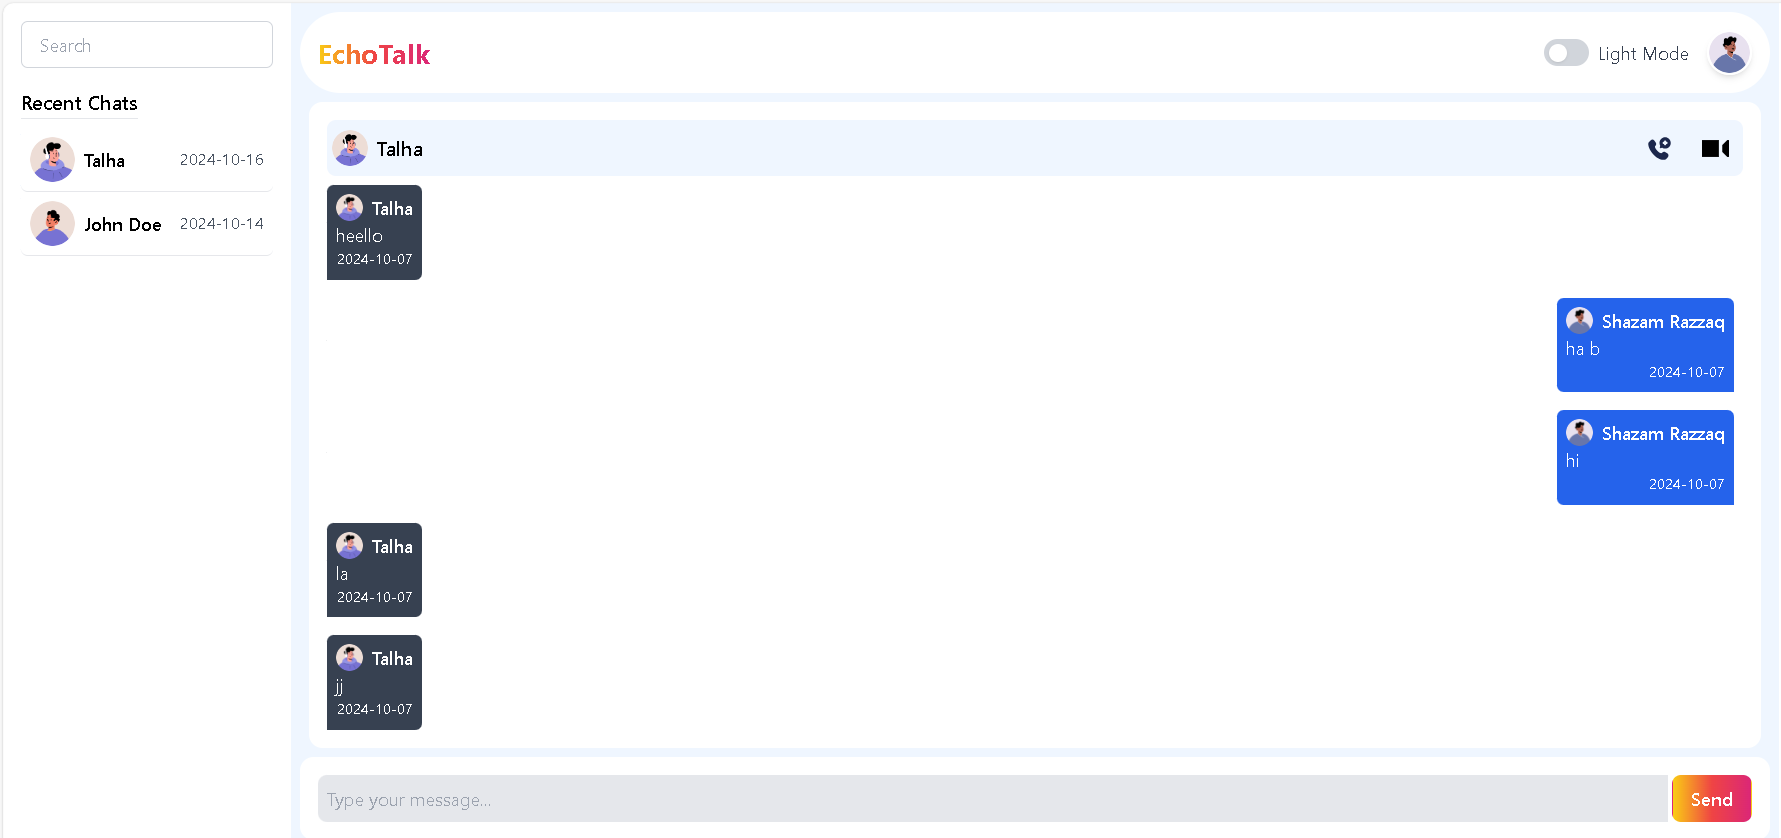 Search
Recent Chats
Talha 2024-10-16
John Doe 2024-10-14
EchoTalk
Light Mode
Talha
Talha
heello
2024-10-07
Shazam Razzaq
ha b
2024-10-07
Shazam Razzaq
hi
2024-10-07
Talha
la
2024-10-07
Talha
jj
2024-10-07
Type your message...
Send